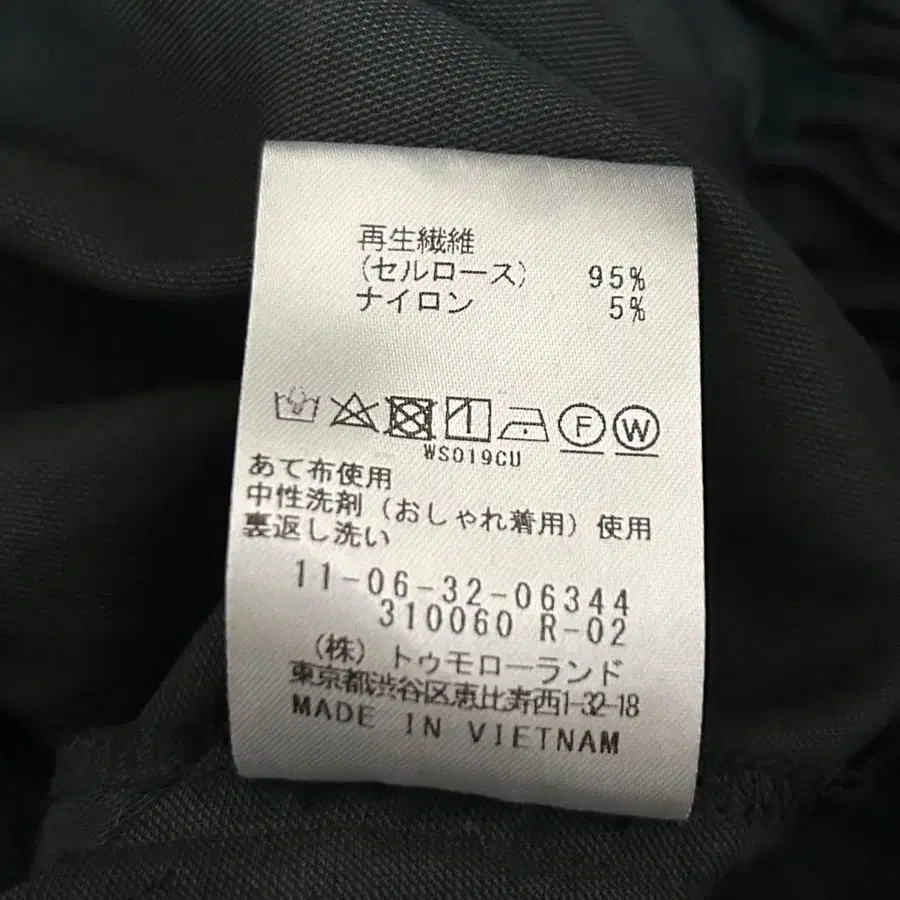 再生繊維
(セルロース) 95%
ナイロン 5%
F W
WS019CU
あて布使用
中性洗剤(おしゃれ着用)使用
裏返し洗い
11-06-32-06344
310060 R-02
(株)トゥモローランド
東京都渋谷区恵比寿西1-32-18
MADE IN VIETNAM